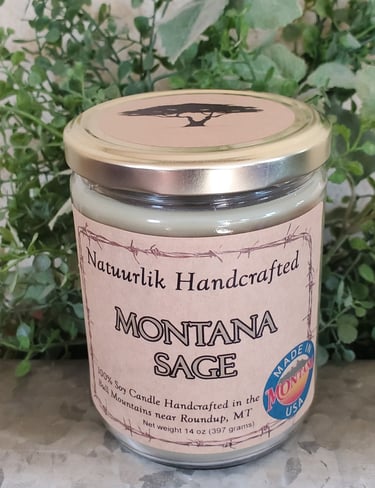 Natuurlik Handcrafted
MONTANA
SAGE
100% Soy Candle Handcrafted in the
Bull Mountains near Roundup, MT
Net weight 14 oz (397 grams)
MADE IN
MONTANA
USA